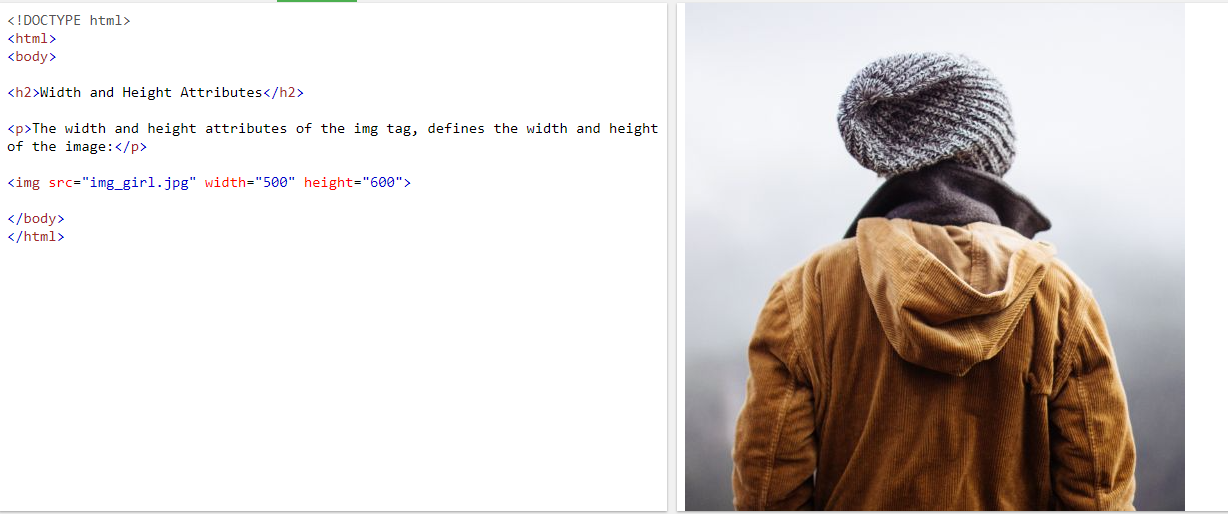 <!DOCTYPE html>
<html>
<body>
<h2>Width and Height Attributes</h2>
<p>The width and height attributes of the img tag, defines the width and height
of the image:</p>
<img src="img_girl.jpg" width="500" height="600">
</body>
</html>